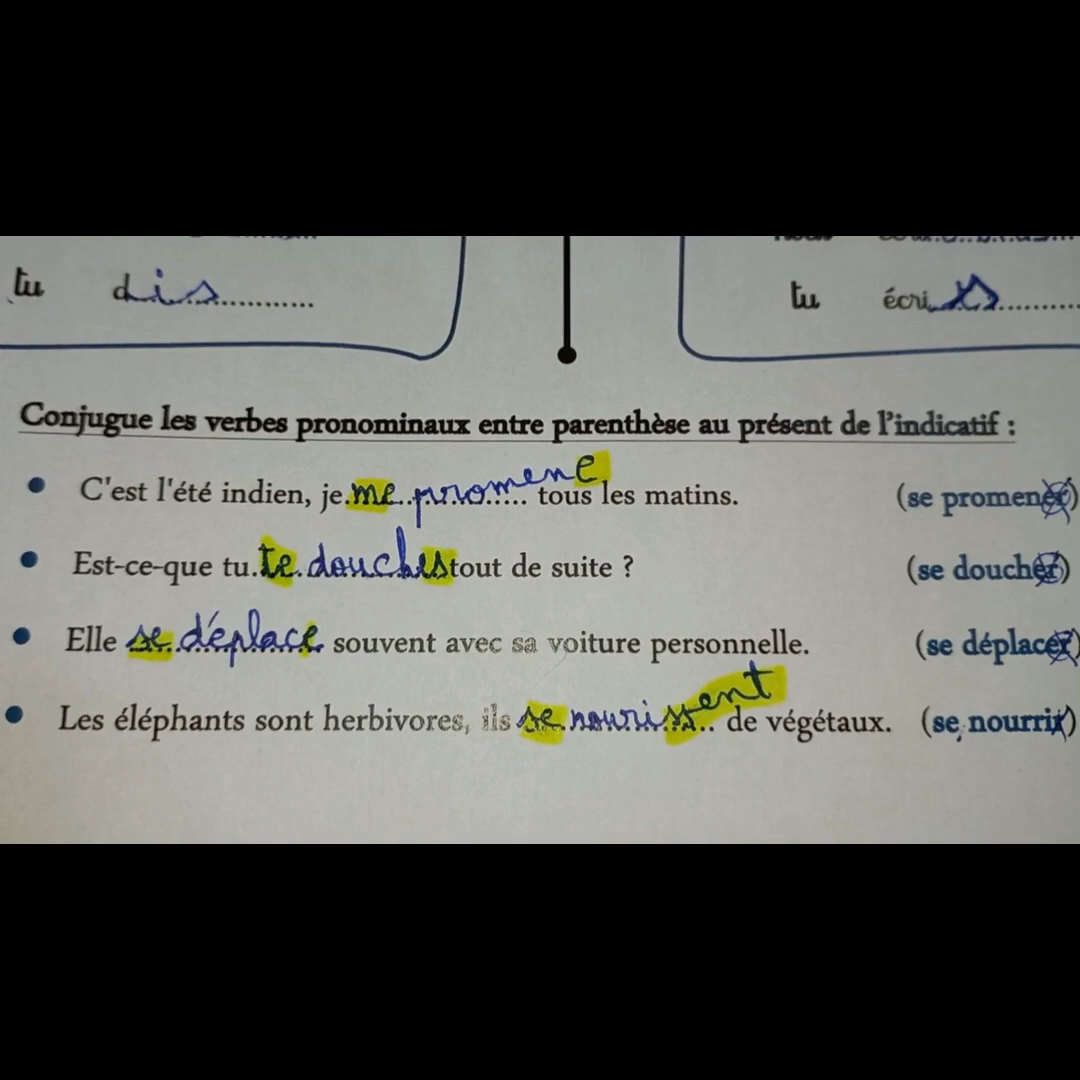 tu dis............
tu écris..........
Conjugue les verbes pronominaux entre parenthèse au présent de l'indicatif :
• C'est l'été indien, je.me...promene... tous les matins. (se promener)
• Est-ce-que tu.te.douches tout de suite ? (se doucher)
• Elle se déplace souvent avec sa voiture personnelle. (se déplacer)
• Les éléphants sont herbivores, ils se nourissent.. de végétaux. (se nourrir)